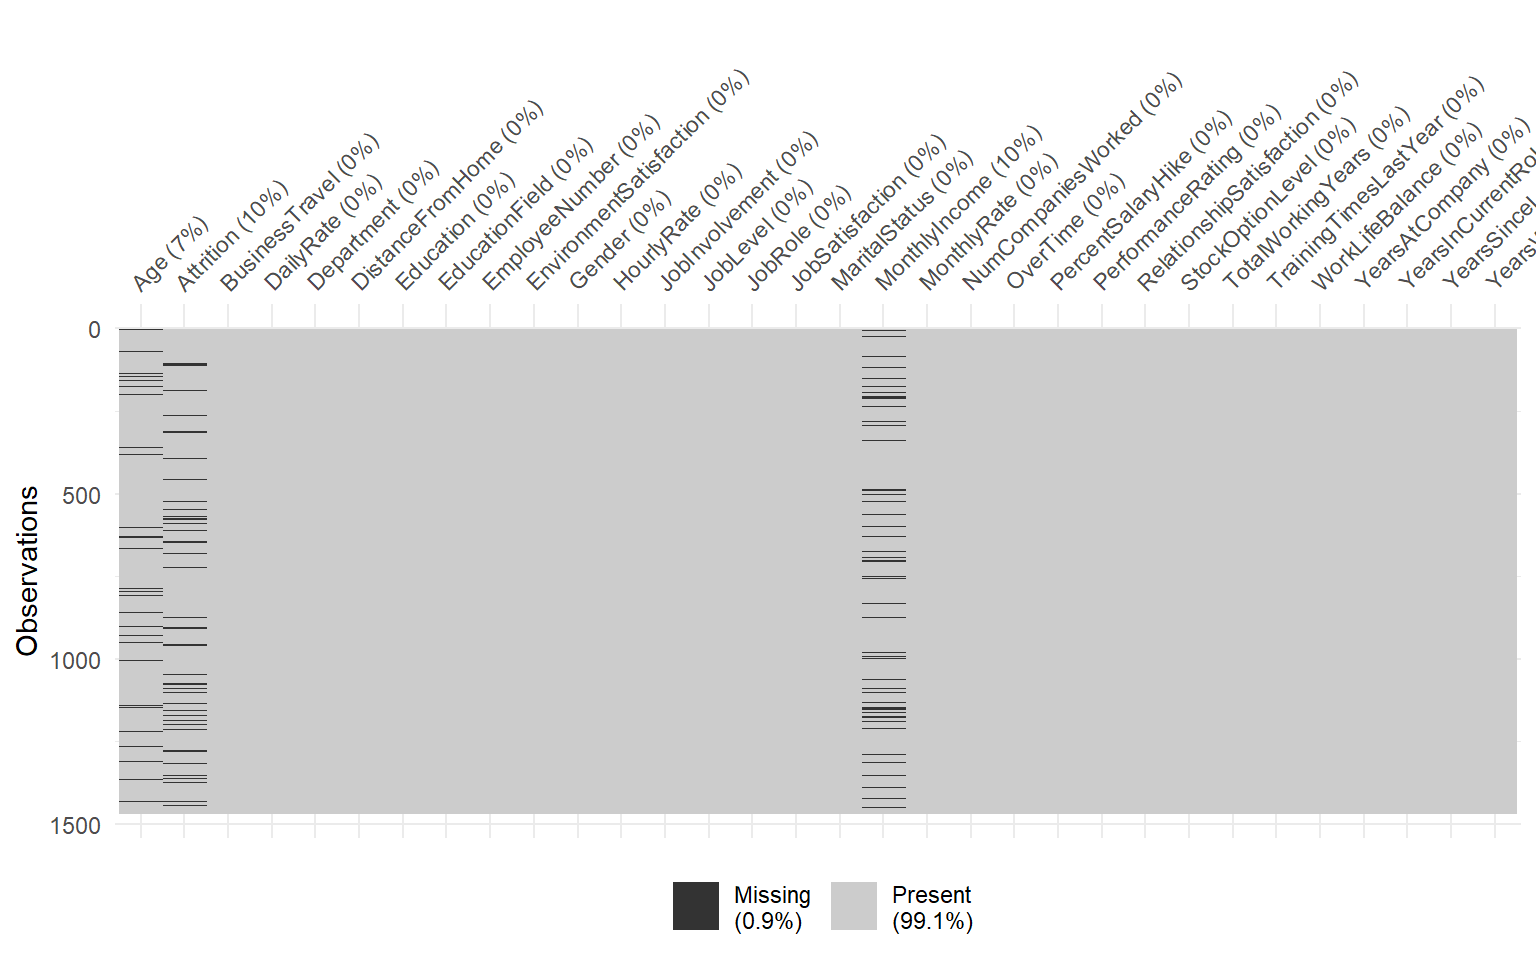 Age (7%)
Attrition (10%)
BusinessTravel (0%)
DailyRate (0%)
Department (0%)
DistanceFromHome (0%)
Education (0%)
EducationField (0%)
EmployeeNumber (0%)
EnvironmentSatisfaction (0%)
Gender (0%)
HourlyRate (0%)
JobInvolvement (0%)
JobLevel (0%)
JobRole (0%)
JobSatisfaction (0%)
MaritalStatus (0%)
MonthlyIncome (10%)
MonthlyRate (0%)
NumCompaniesWorked (0%)
OverTime (0%)
PercentSalaryHike (0%)
PerformanceRating (0%)
RelationshipSatisfaction (0%)
StockOptionLevel (0%)
TotalWorkingYears (0%)
TrainingTimesLastYear (0%)
WorkLifeBalance (0%)
YearsAtCompany (0%)
YearsInCurrentRol
YearsSinceL
Years
Observations
0
500
1000
1500
Missing
(0.9%)
Present
(99.1%)